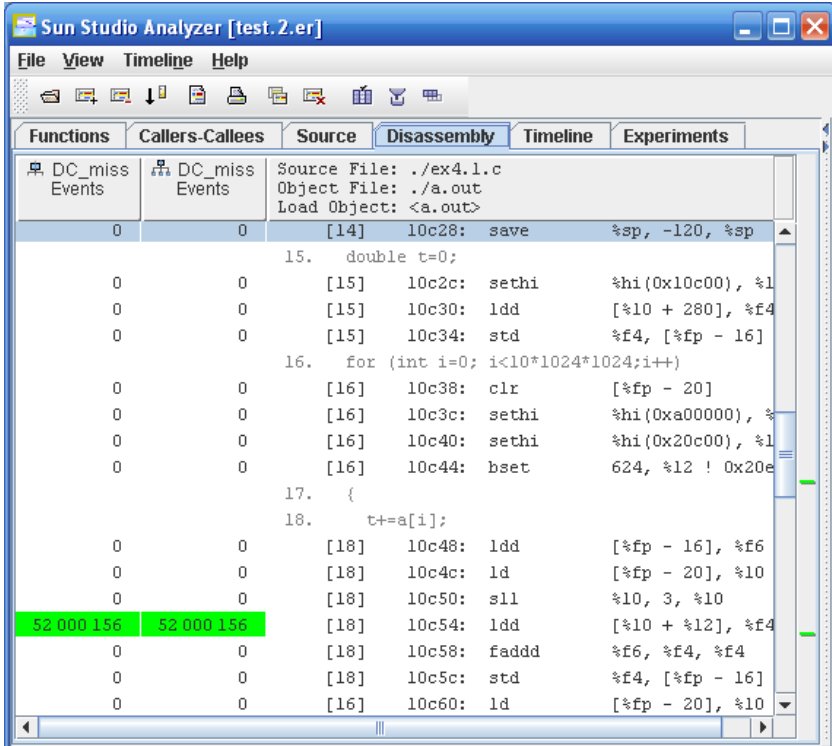 Sun Studio Analyzer [test.2.er]
File View Timeline Help
Functions Callers-Callees Source Disassembly Timeline Experiments
DC_miss Events DC_miss Events Source File: ./ex4.1.c
Object File: ./a.out
Load Object: <a.out>
0 0 [14] 10c28: save %sp, -120, %sp
15. double t=0;
0 0 [15] 10c2c: sethi %hi(0x10c00), %l
0 0 [15] 10c30: ldd [%l0 + 280], %f4
0 0 [15] 10c34: std %f4, [%fp - 16]
16. for (int i=0; i<10*1024*1024;i++)
0 0 [16] 10c38: clr [%fp - 20]
0 0 [16] 10c3c: sethi %hi(0xa00000), %
0 0 [16] 10c40: sethi %hi(0x20c00), %l
0 0 [16] 10c44: bset 624, %l2 ! 0x20e
17. {
18. t+=a[i];
0 0 [18] 10c48: ldd [%fp - 16], %f6
0 0 [18] 10c4c: ld [%fp - 20], %l0
0 0 [18] 10c50: sll %l0, 3, %l0
52 000 156 52 000 156 [18] 10c54: ldd [%l0 + %l2], %f4
0 0 [18] 10c58: faddd %f6, %f4, %f4
0 0 [18] 10c5c: std %f4, [%fp - 16]
0 0 [16] 10c60: ld [%fp - 20], %l0